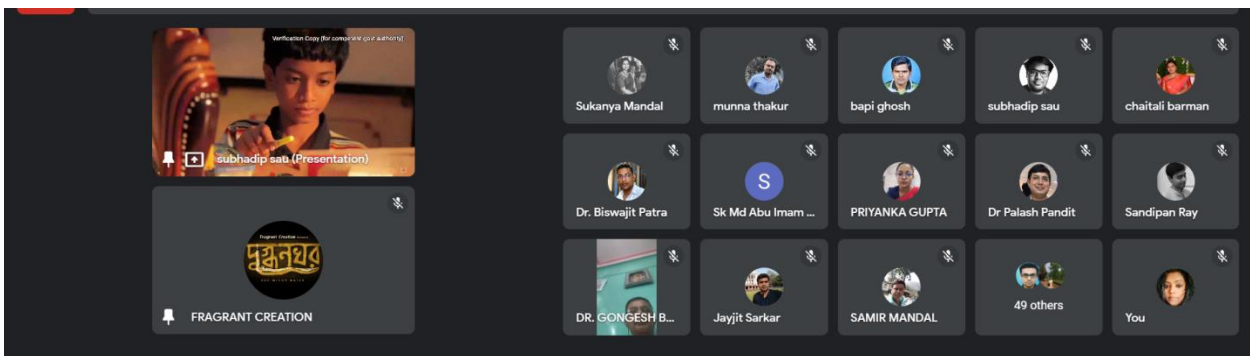 Verification Copy [for competent govt authority]
subhadip sau (Presentation)
Fragrant Creation
দুগ্ধনখর
FRAGRANT CREATION
Sukanya Mandal
munna thakur
bapi ghosh
subhadip sau
chaitali barman
Dr. Biswajit Patra
S
Sk Md Abu Imam ...
PRIYANKA GUPTA
Dr Palash Pandit
Sandipan Ray
DR. GONGESH B...
Jayjit Sarkar
SAMIR MANDAL
49 others
You